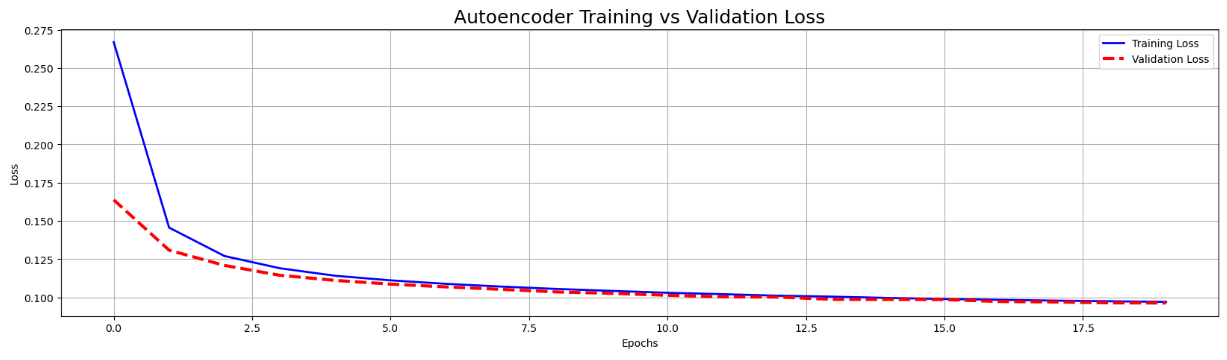 Autoencoder Training vs Validation Loss
0.275
0.250
0.225
0.200
0.175
0.150
0.125
0.100
Loss
Training Loss
Validation Loss
0.0 2.5 5.0 7.5 10.0 12.5 15.0 17.5
Epochs